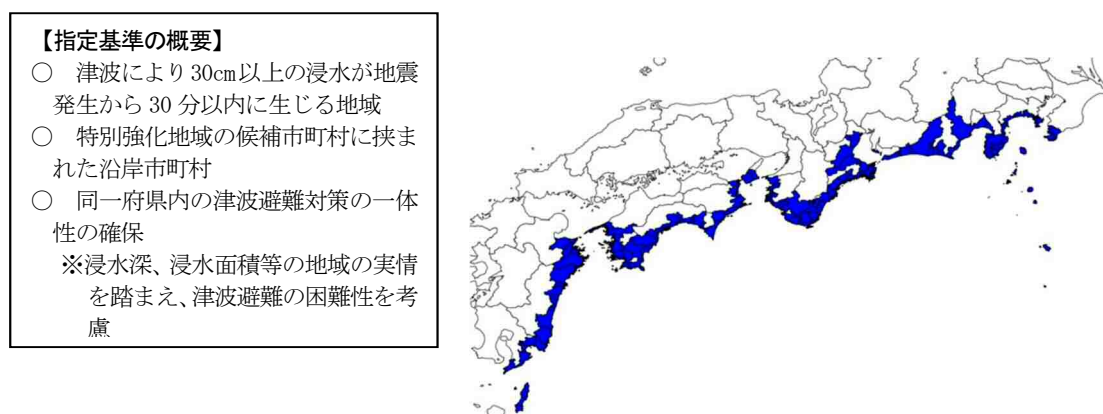 【指定基準の概要】
○　津波により30㎝以上の浸水が地震
発生から 30 分以内に生じる地域
○　特別強化地域の候補市町村に挟ま
れた沿岸市町村
○　同一府県内の津波避難対策の一体
性の確保
※浸水深、浸水面積等の地域の実情
を踏まえ、津波避難の困難性を考
慮